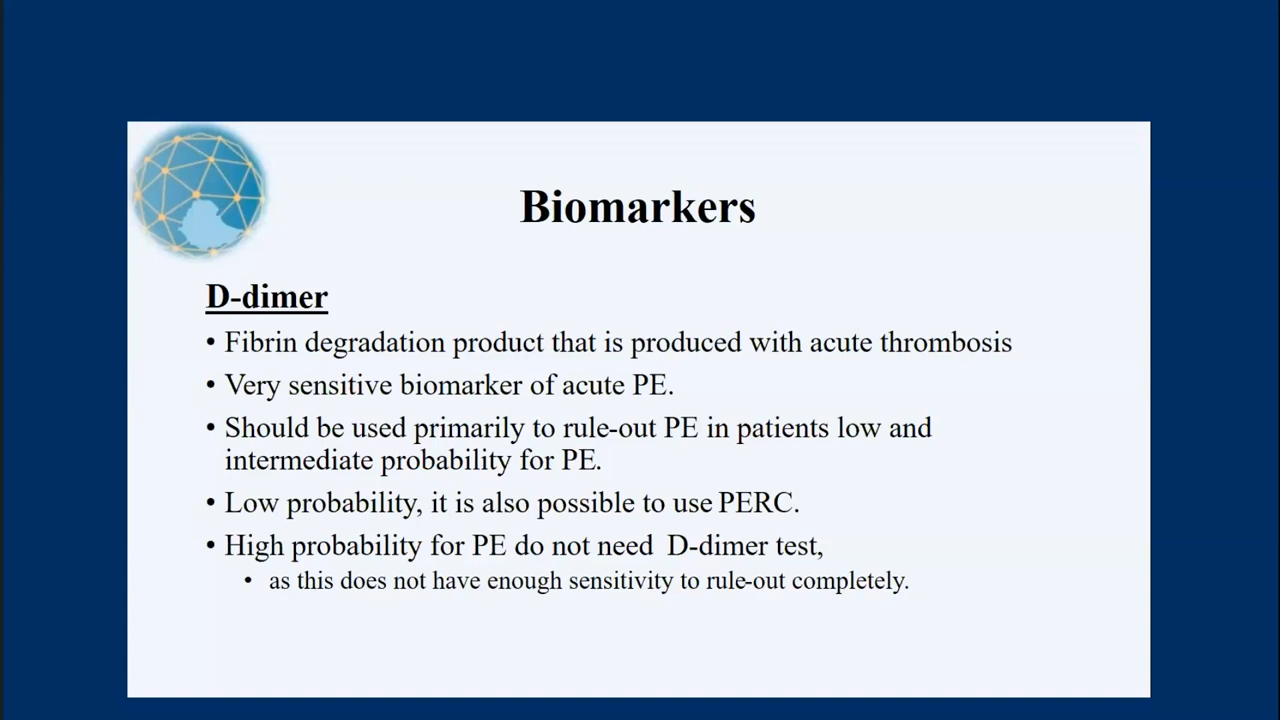 Biomarkers
D-dimer
• Fibrin degradation product that is produced with acute thrombosis
• Very sensitive biomarker of acute PE.
• Should be used primarily to rule-out PE in patients low and
intermediate probability for PE.
• Low probability, it is also possible to use PERC.
• High probability for PE do not need D-dimer test,
• as this does not have enough sensitivity to rule-out completely.